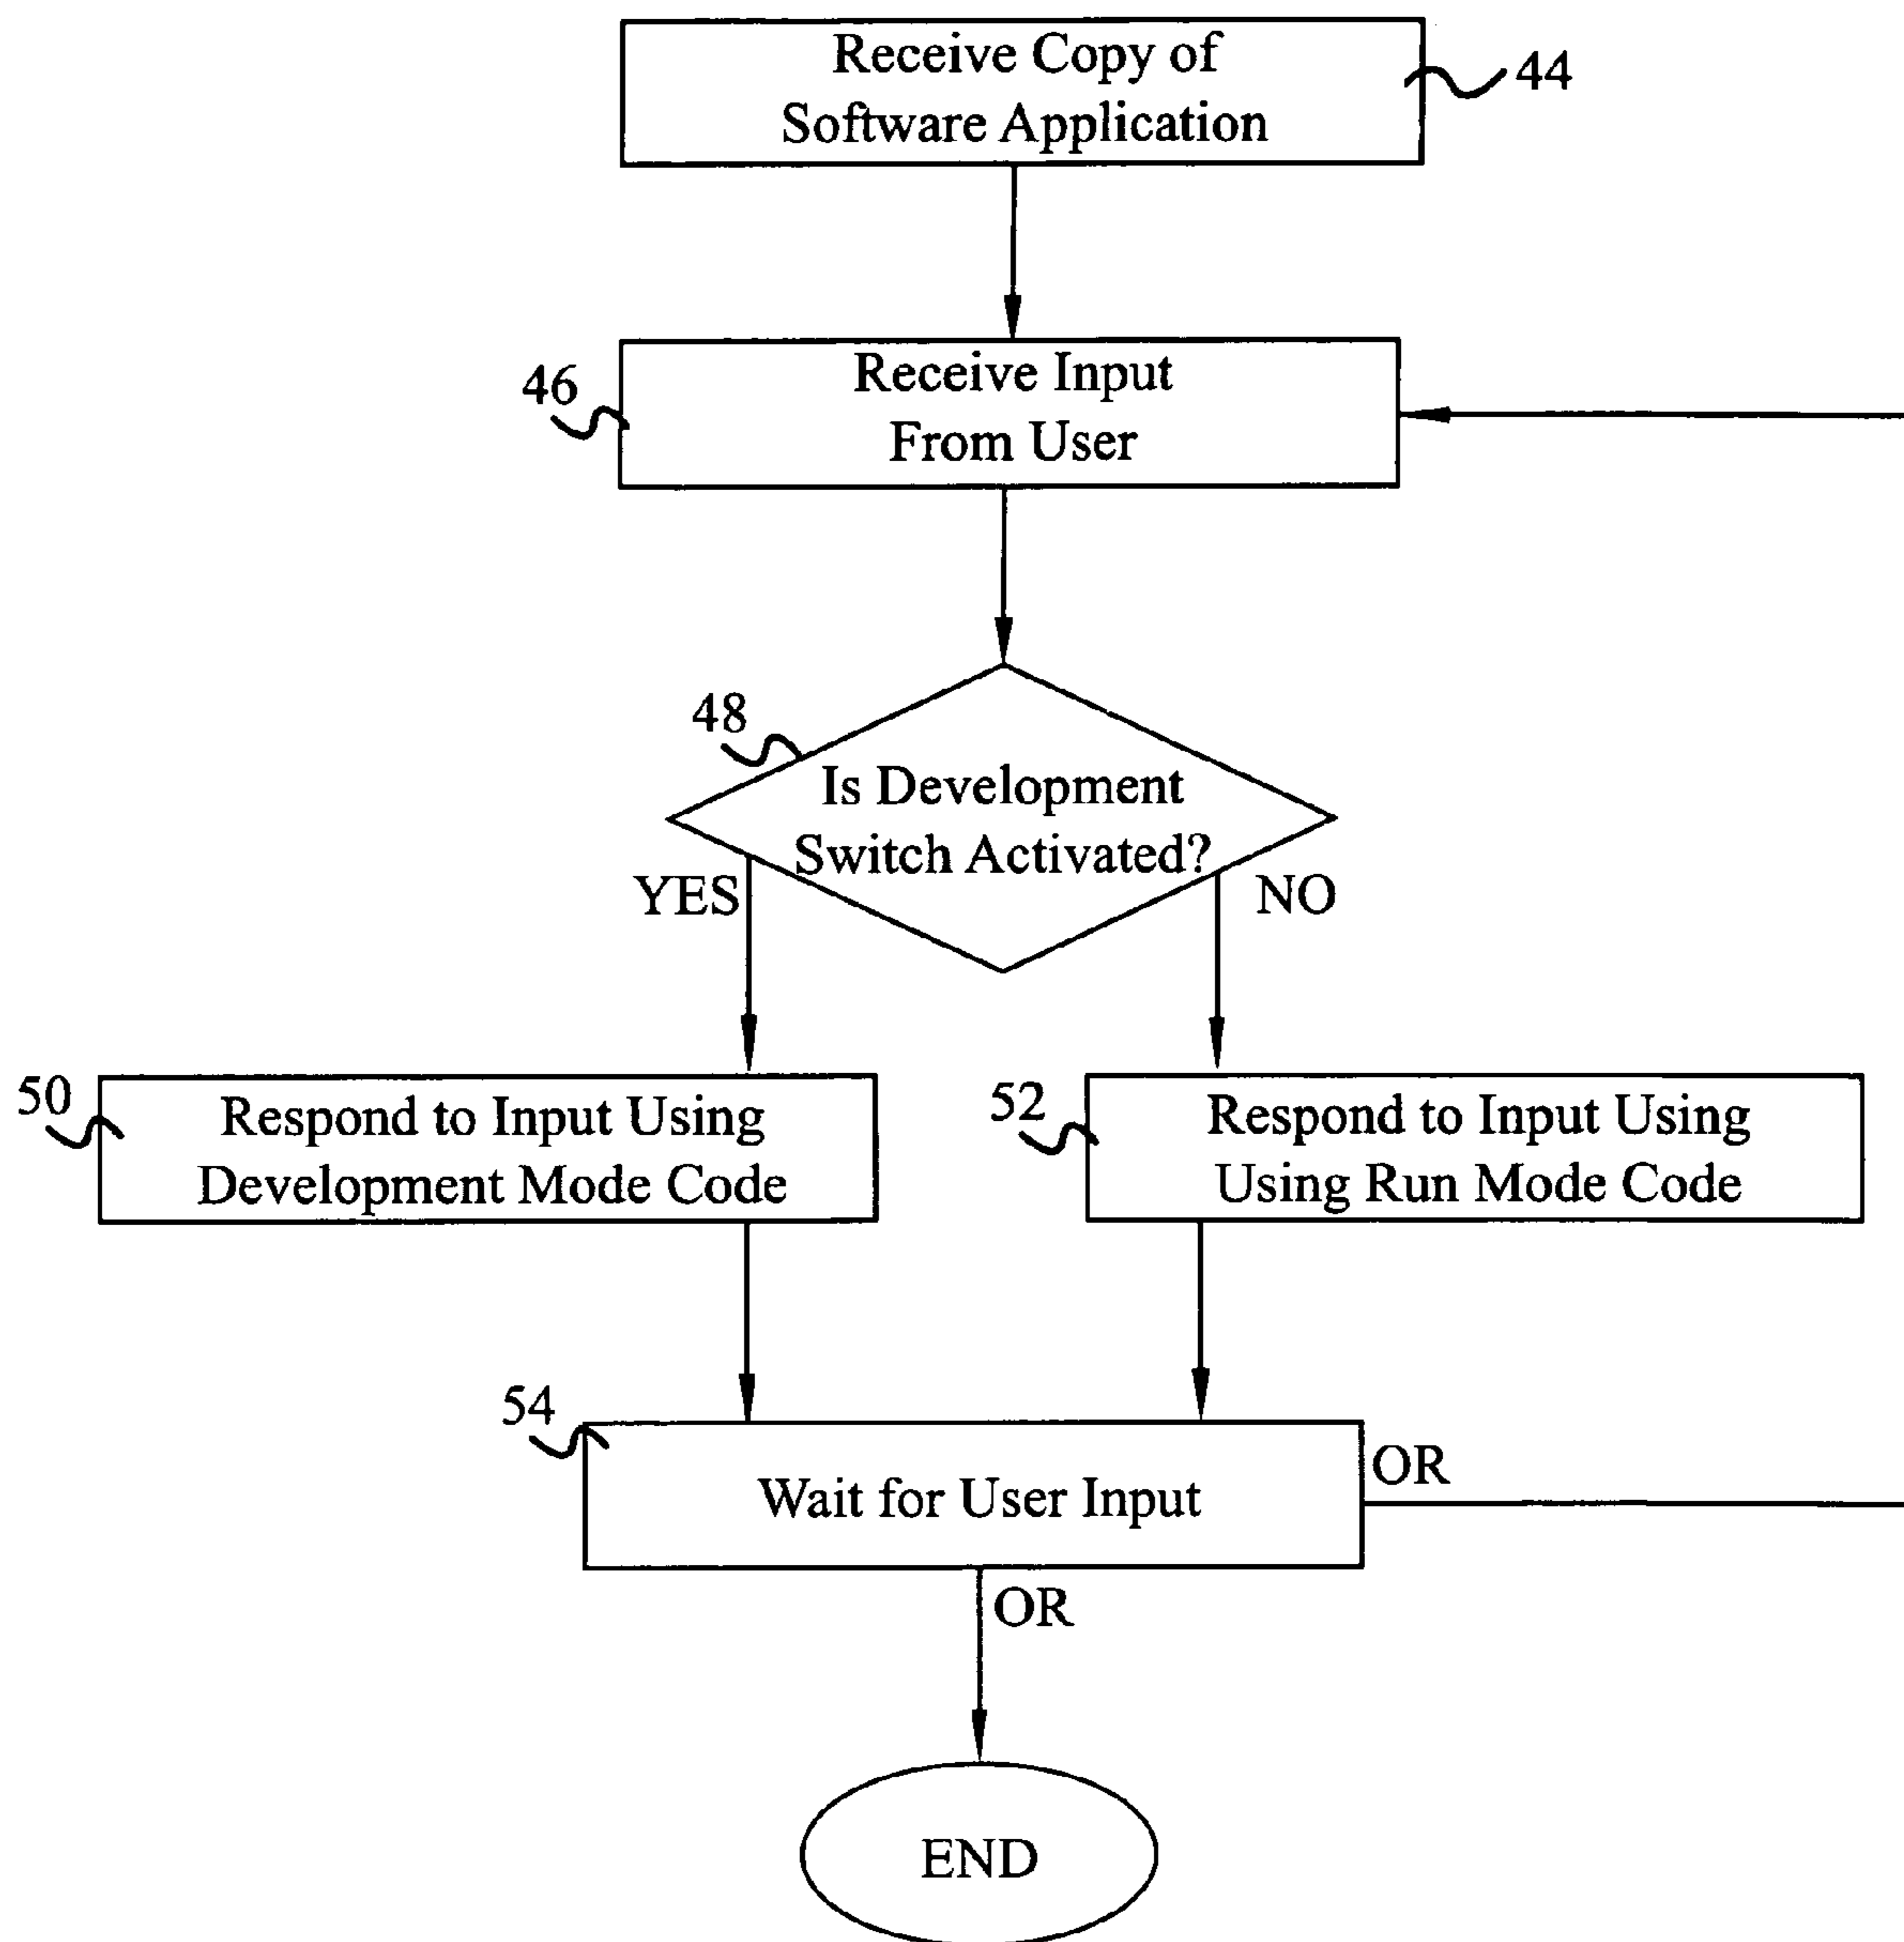 Receive Copy of
Software Application
44
46
Receive Input
From User
48
Is Development
Switch Activated?
YES
NO
50
Respond to Input Using
Development Mode Code
52
Respond to Input Using
Using Run Mode Code
54
Wait for User Input
OR
OR
END